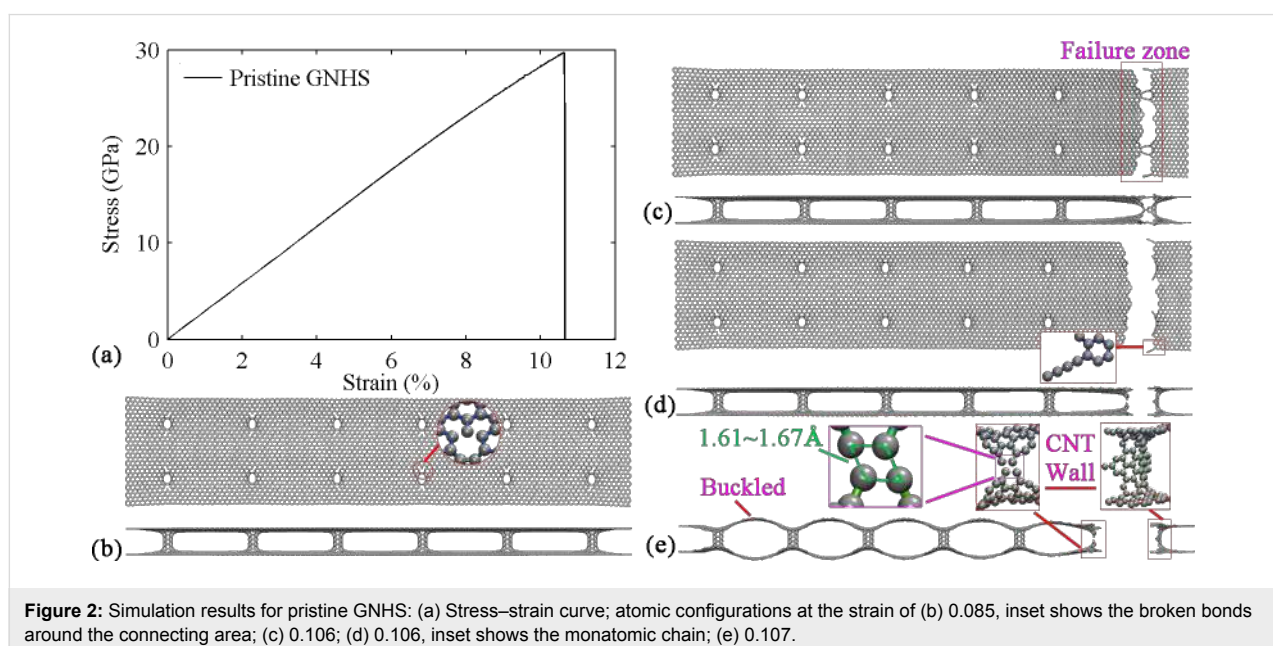 30
20
10
0
Stress (GPa)
Pristine GNHS
(a)
0 2 4 6 8 10 12
Strain (%)
(b)
Failure zone
(c)
(d)
1.61~1.67Å
CNT
Wall
Buckled
(e)
Figure 2: Simulation results for pristine GNHS: (a) Stress–strain curve; atomic configurations at the strain of (b) 0.085, inset shows the broken bonds
around the connecting area; (c) 0.106; (d) 0.106, inset shows the monatomic chain; (e) 0.107.